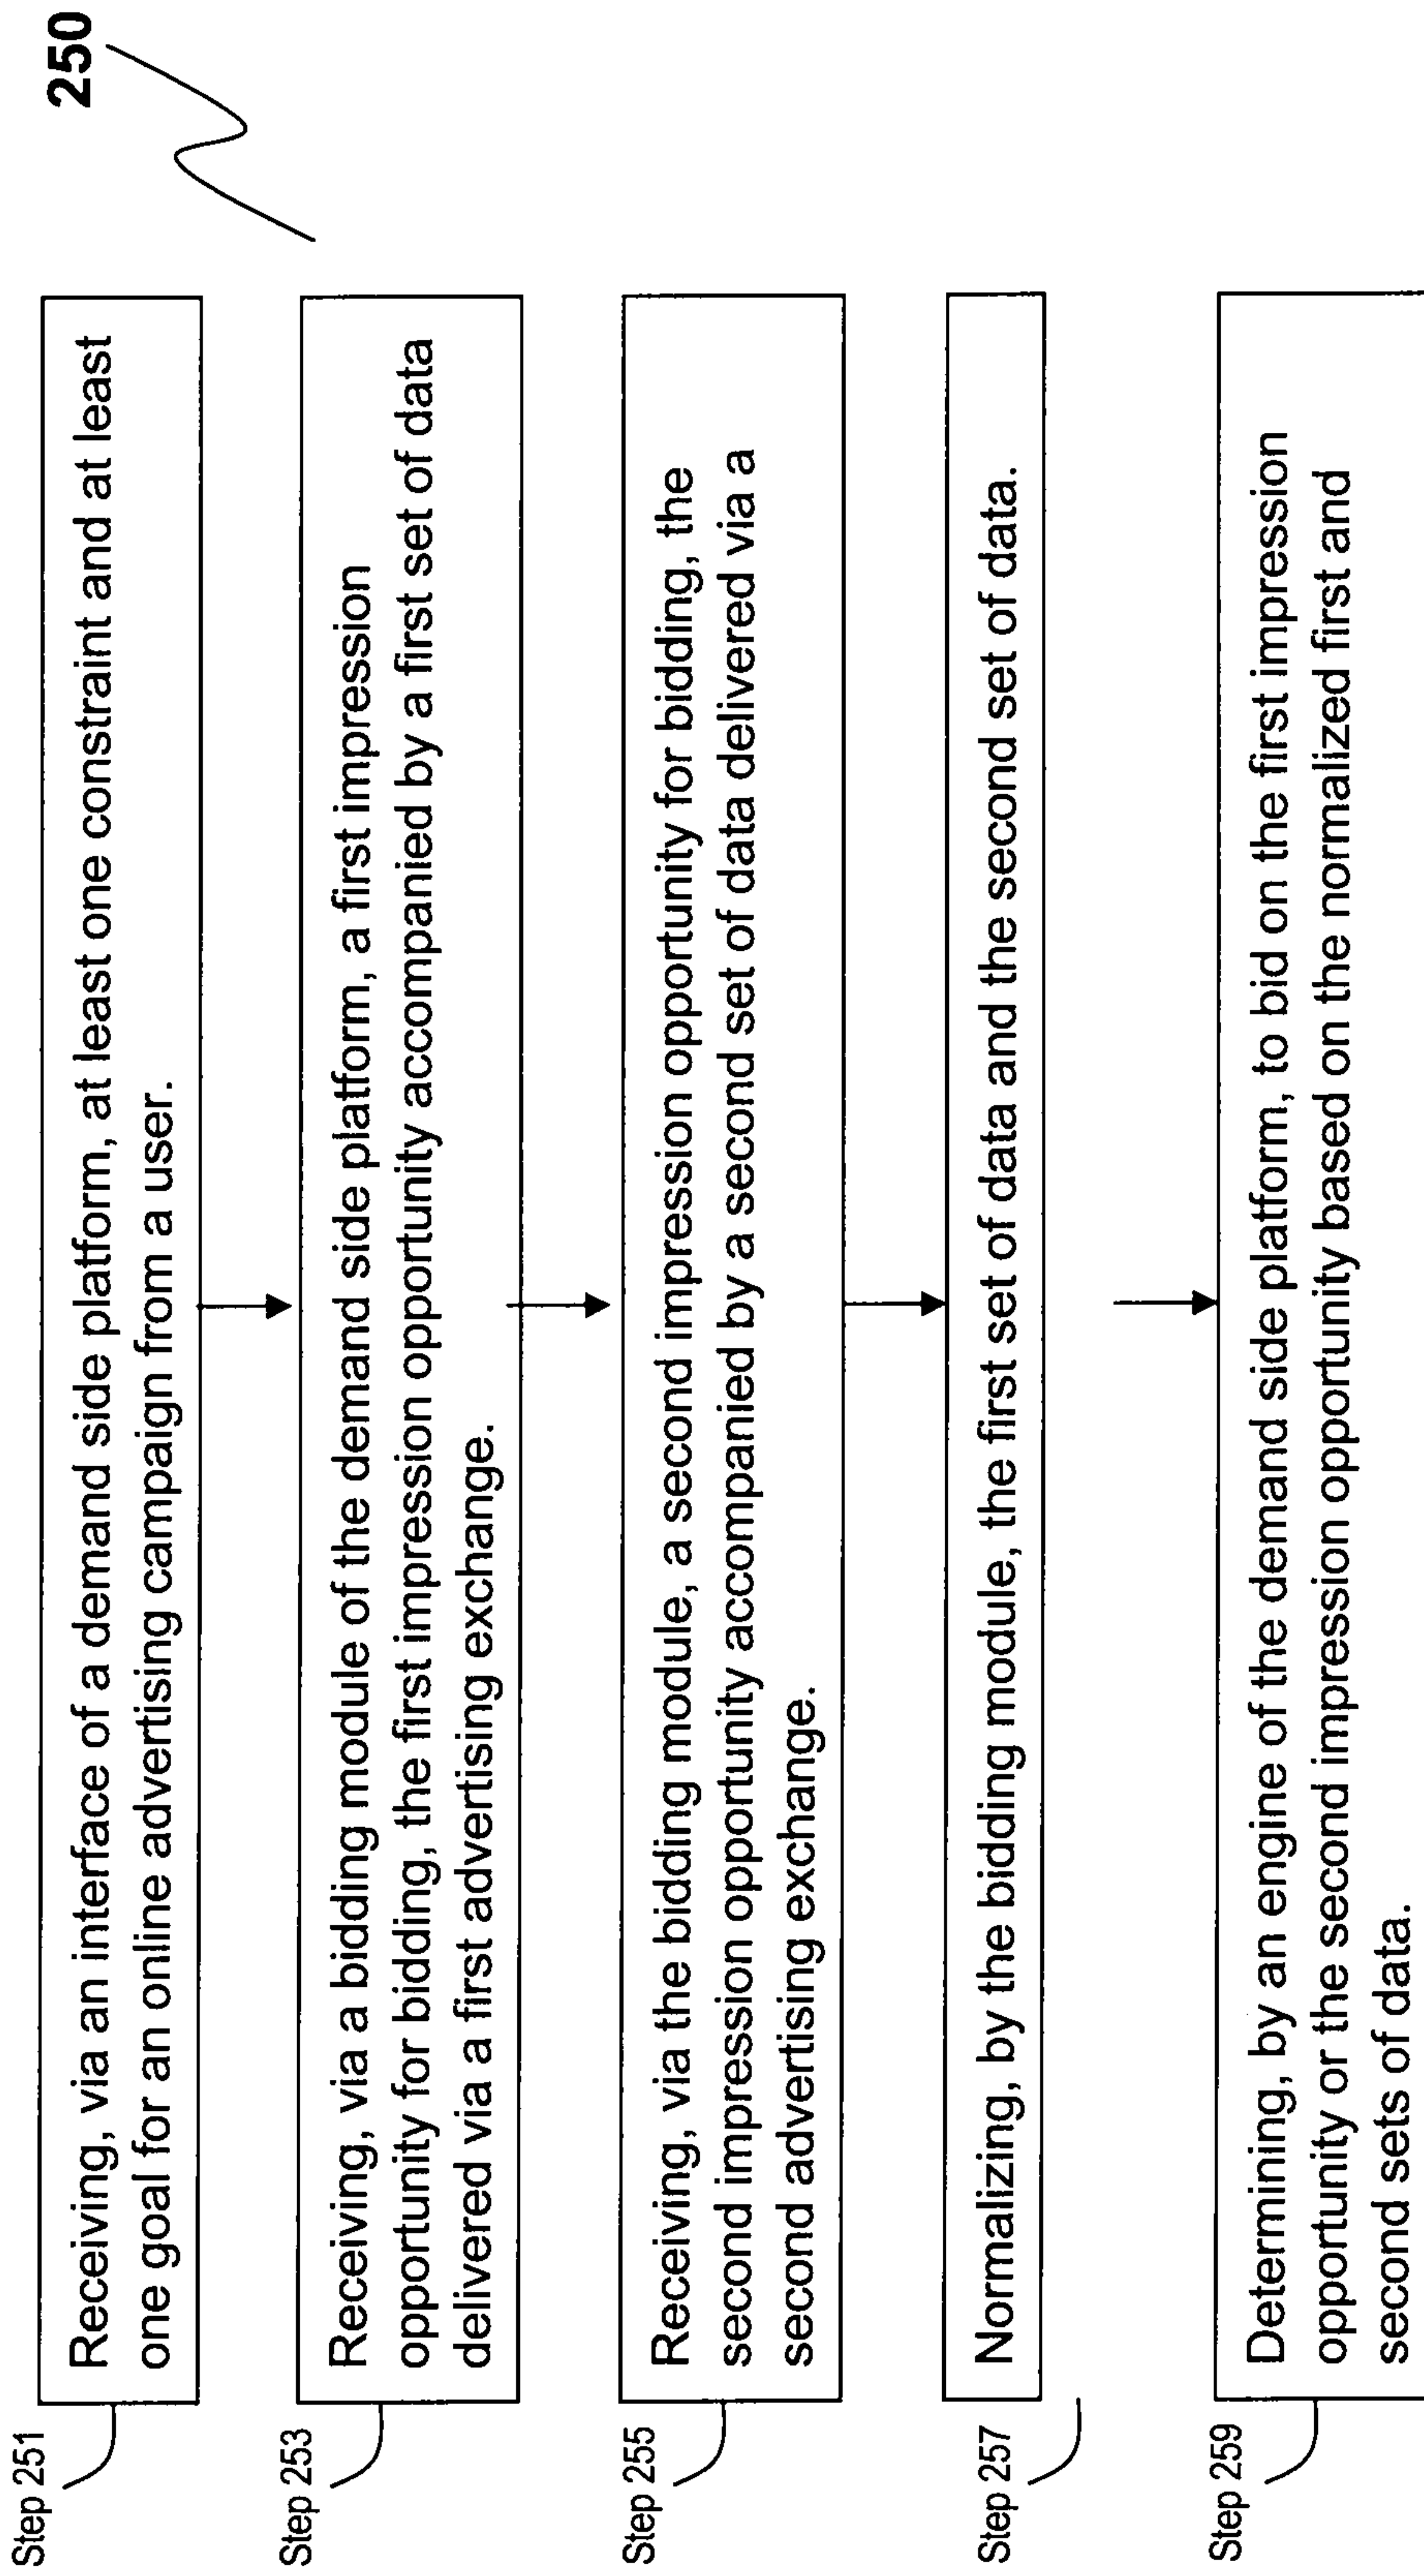 250
Step 251
Receiving, via an interface of a demand side platform, at least one constraint and at least
one goal for an online advertising campaign from a user.
Step 253
Receiving, via a bidding module of the demand side platform, a first impression
opportunity for bidding, the first impression opportunity accompanied by a first set of data
delivered via a first advertising exchange.
Step 255
Receiving, via the bidding module, a second impression opportunity for bidding, the
second impression opportunity accompanied by a second set of data delivered via a
second advertising exchange.
Step 257
Normalizing, by the bidding module, the first set of data and the second set of data.
Step 259
Determining, by an engine of the demand side platform, to bid on the first impression
opportunity or the second impression opportunity based on the normalized first and
second sets of data.